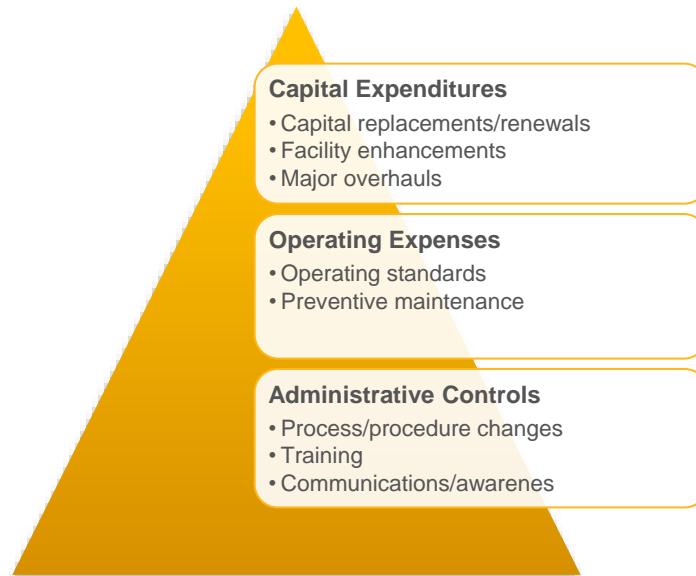 Capital Expenditures
• Capital replacements/renewals
• Facility enhancements
• Major overhauls
Operating Expenses
• Operating standards
• Preventive maintenance
Administrative Controls
• Process/procedure changes
• Training
• Communications/awarenes